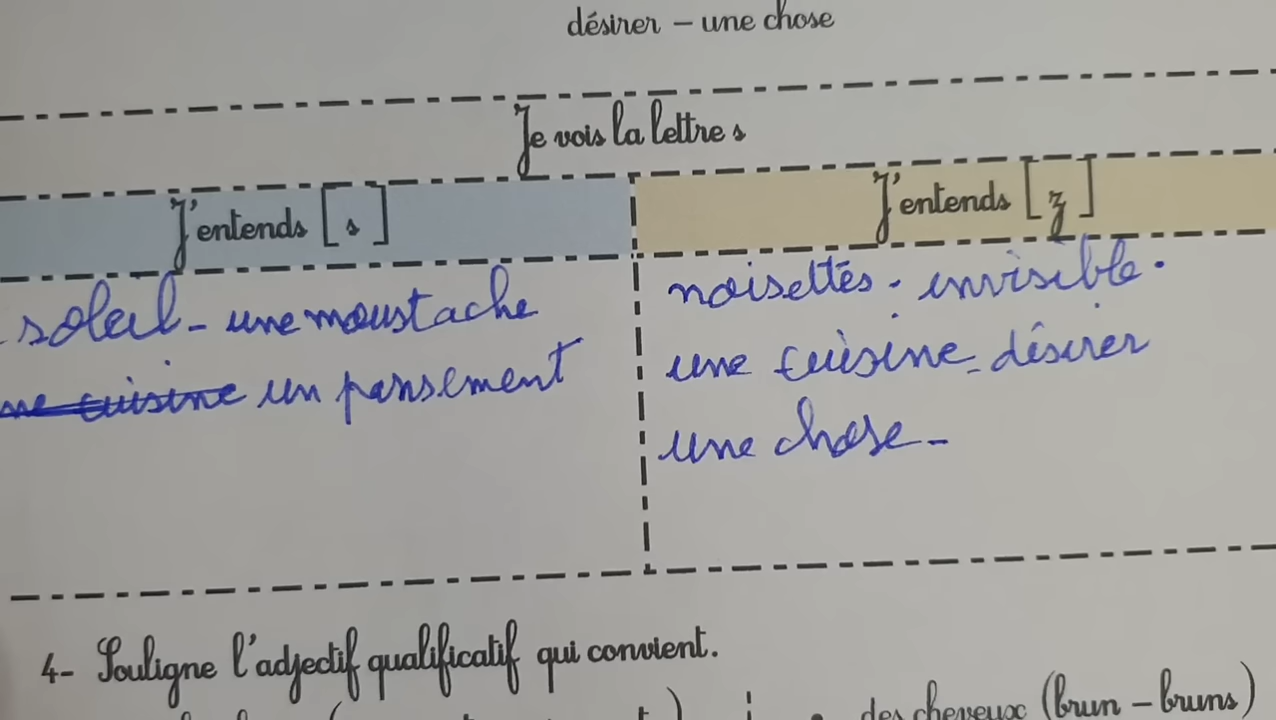 désirer – une chose
Je vois la lettre s
J'entends [s]
J'entends [z]
soleil - une moustache
noisettes . invisible .
cuisine un pansement
une cuisine - désirer
une chose -
4- Souligne l'adjectif qualificatif qui convient.
des cheveux (brun – bruns)